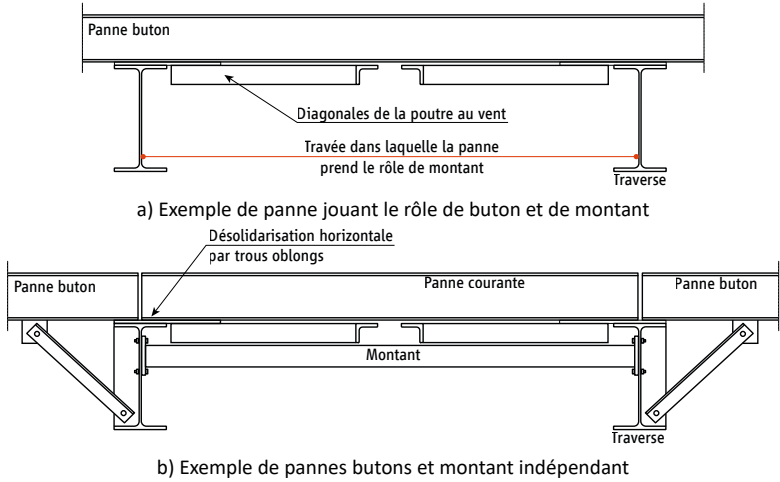 Panne buton
Diagonales de la poutre au vent
Travée dans laquelle la panne
prend le rôle de montant
Traverse
a) Exemple de panne jouant le rôle de buton et de montant
Désolidarisation horizontale
par trous oblongs
Panne buton
Panne courante
Panne buton
Montant
Traverse
b) Exemple de pannes butons et montant indépendant